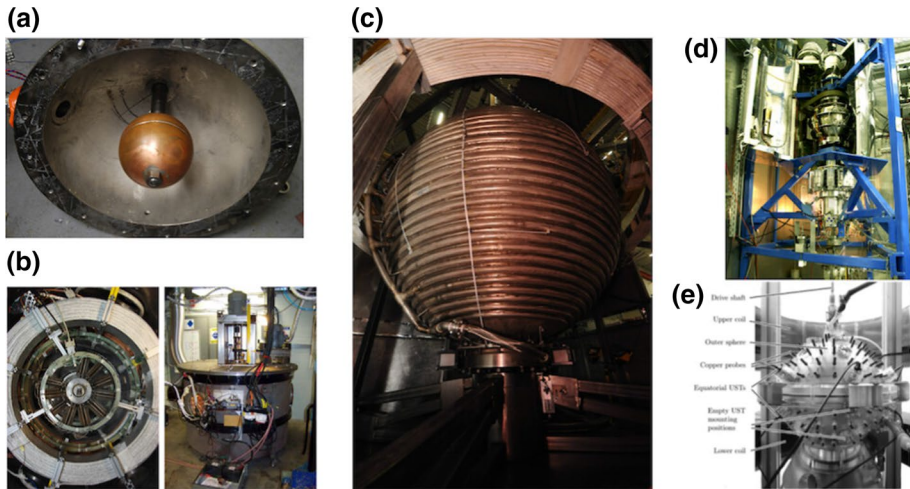 (a)
(b)
(c)
(d)
(e)
Drive shaft
Upper coil
Outer sphere
Copper probes
Equatorial USTs
Empty UST
mounting
positions
Lower coil